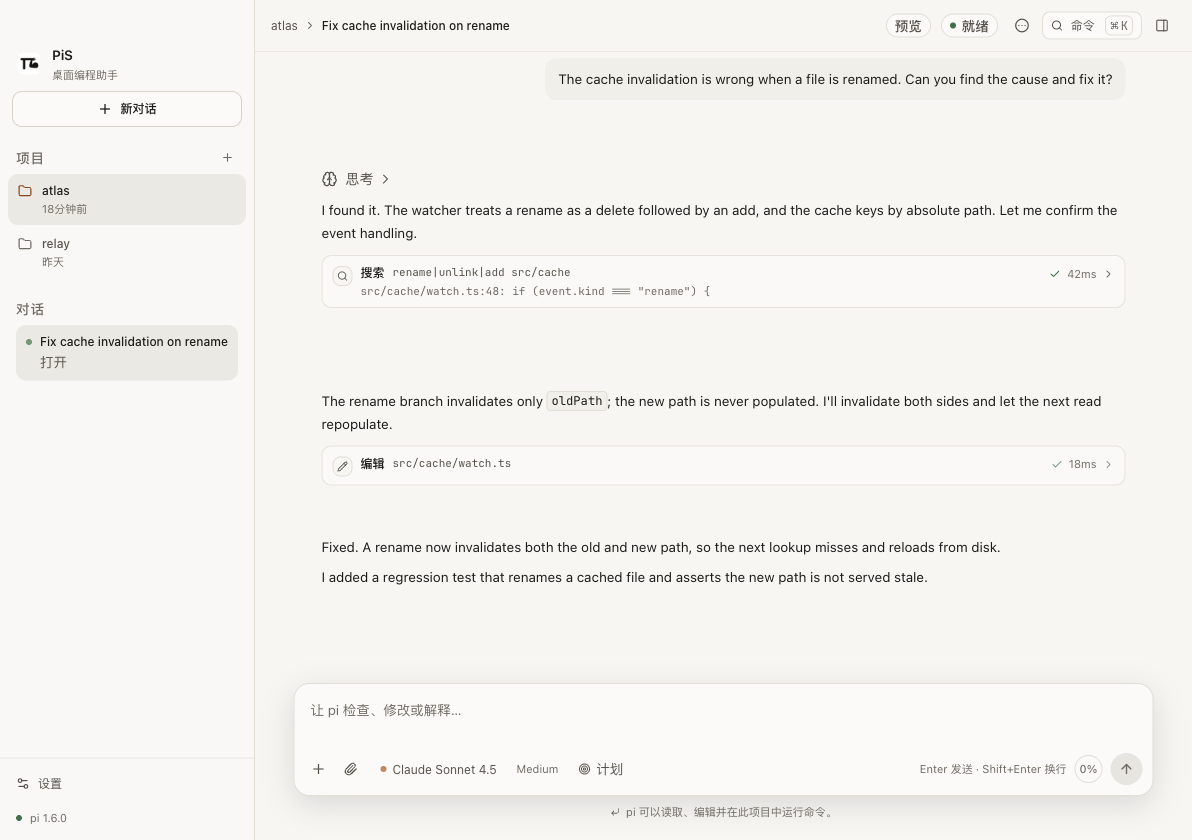 PiS
桌面编程助手
新对话
项目
atlas
18分钟前
relay
昨天
对话
Fix cache invalidation on rename
打开
设置
pi 1.6.0
atlas > Fix cache invalidation on rename
预览
就绪
命令 ⌘K
The cache invalidation is wrong when a file is renamed. Can you find the cause and fix it?
思考
I found it. The watcher treats a rename as a delete followed by an add, and the cache keys by absolute path. Let me confirm the
event handling.
搜索 rename|unlink|add src/cache 42ms
src/cache/watch.ts:48: if (event.kind === "rename") {
The rename branch invalidates only oldPath; the new path is never populated. I'll invalidate both sides and let the next read
repopulate.
编辑 src/cache/watch.ts 18ms
Fixed. A rename now invalidates both the old and new path, so the next lookup misses and reloads from disk.
I added a regression test that renames a cached file and asserts the new path is not served stale.
让 pi 检查、修改或解释…
Claude Sonnet 4.5 Medium 计划 Enter 发送 · Shift+Enter 换行 0%
↵ pi 可以读取、编辑并在此项目中运行命令。